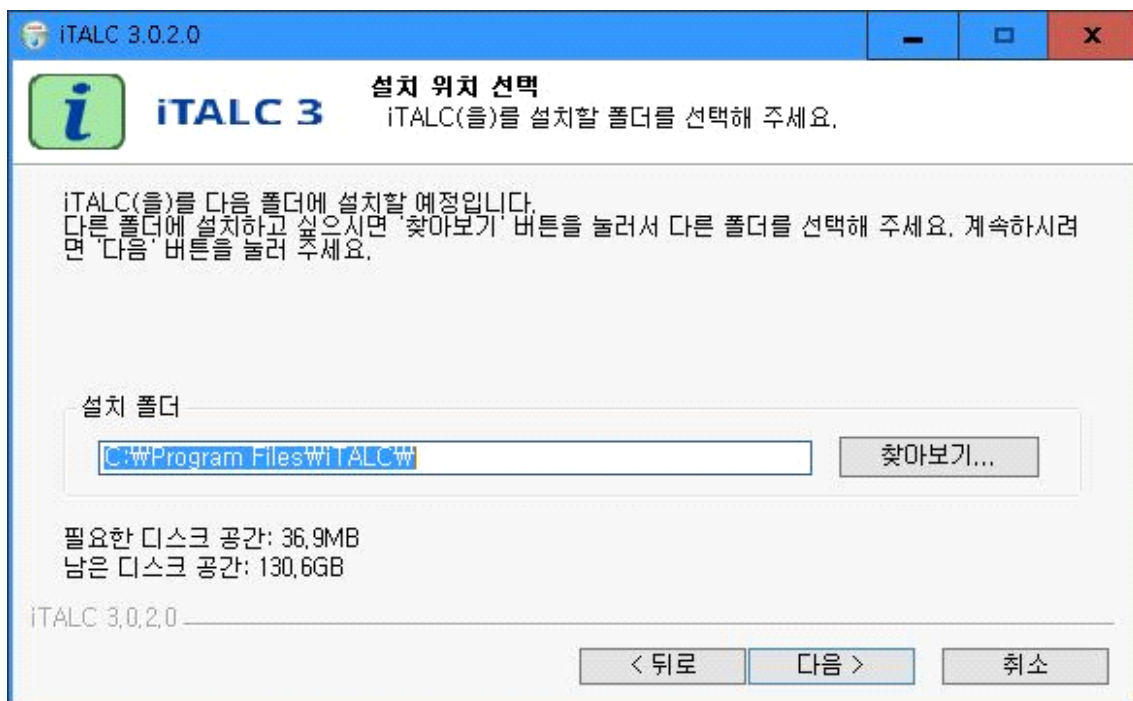 iTALC 3.0.2.0
iTALC 3
설치 위치 선택
iTALC(을)를 설치할 폴더를 선택해 주세요.
iTALC(을)를 다음 폴더에 설치할 예정입니다.
다른 폴더에 설치하고 싶으시면 '찾아보기' 버튼을 눌러서 다른 폴더를 선택해 주세요. 계속하시려
면 '다음' 버튼을 눌러 주세요.
설치 폴더
C:₩Program Files₩iTALC₩
찾아보기...
필요한 디스크 공간: 36.9MB
남은 디스크 공간: 130.6GB
iTALC 3.0.2.0
< 뒤로
다음 >
취소